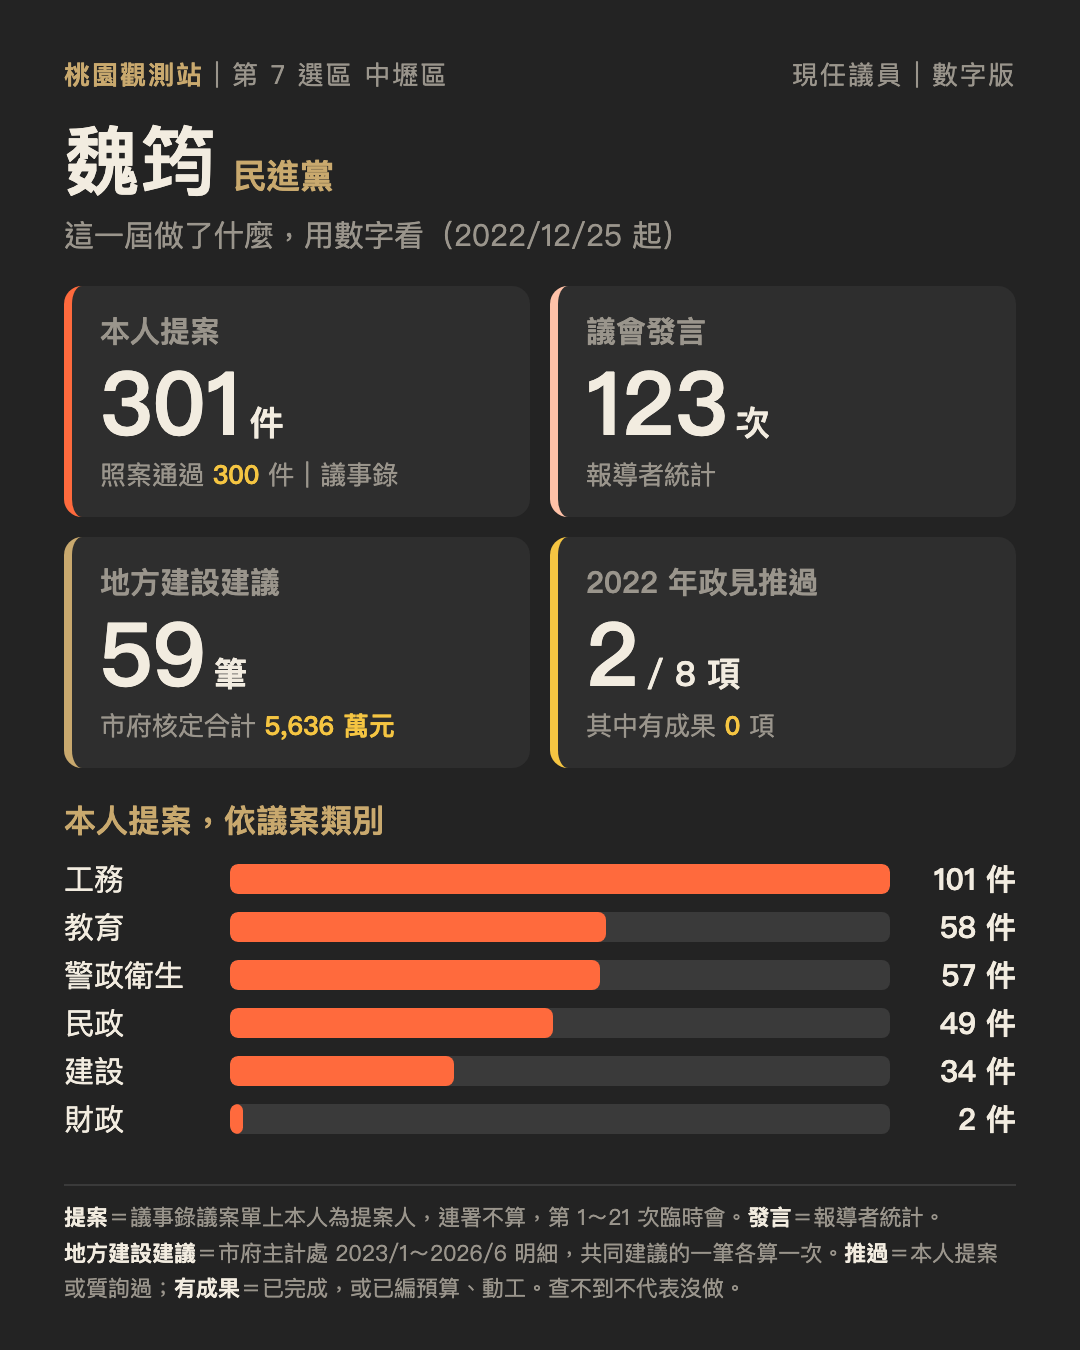 桃園觀測站｜第 7 選區 中壢區
現任議員｜數字版
魏筠 民進黨
這一屆做了什麼，用數字看（2022/12/25 起）
本人提案
301 件
照案通過 300 件｜議事錄
議會發言
123 次
報導者統計
地方建設建議
59 筆
市府核定合計 5,636 萬元
2022 年政見推過
2 / 8 項
其中有成果 0 項
本人提案，依議案類別
工務 101 件
教育 58 件
警政衛生 57 件
民政 49 件
建設 34 件
財政 2 件
提案＝議事錄議案單上本人為提案人，連署不算，第 1～21 次臨時會。發言＝報導者統計。
地方建設建議＝市府主計處 2023/1～2026/6 明細，共同建議的一筆各算一次。推過＝本人提案
或質詢過；有成果＝已完成，或已編預算、動工。查不到不代表沒做。